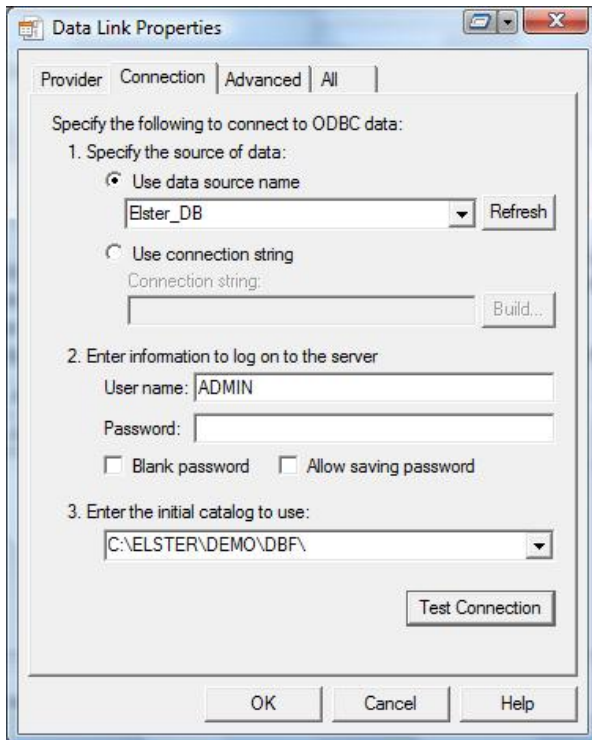 Data Link Properties
Provider Connection Advanced All
Specify the following to connect to ODBC data:
1. Specify the source of data:
Use data source name
Elster_DB Refresh
Use connection string
Connection string:
Build...
2. Enter information to log on to the server
User name: ADMIN
Password:
Blank password Allow saving password
3. Enter the initial catalog to use:
C:\ELSTER\DEMO\DBF\
Test Connection
OK Cancel Help